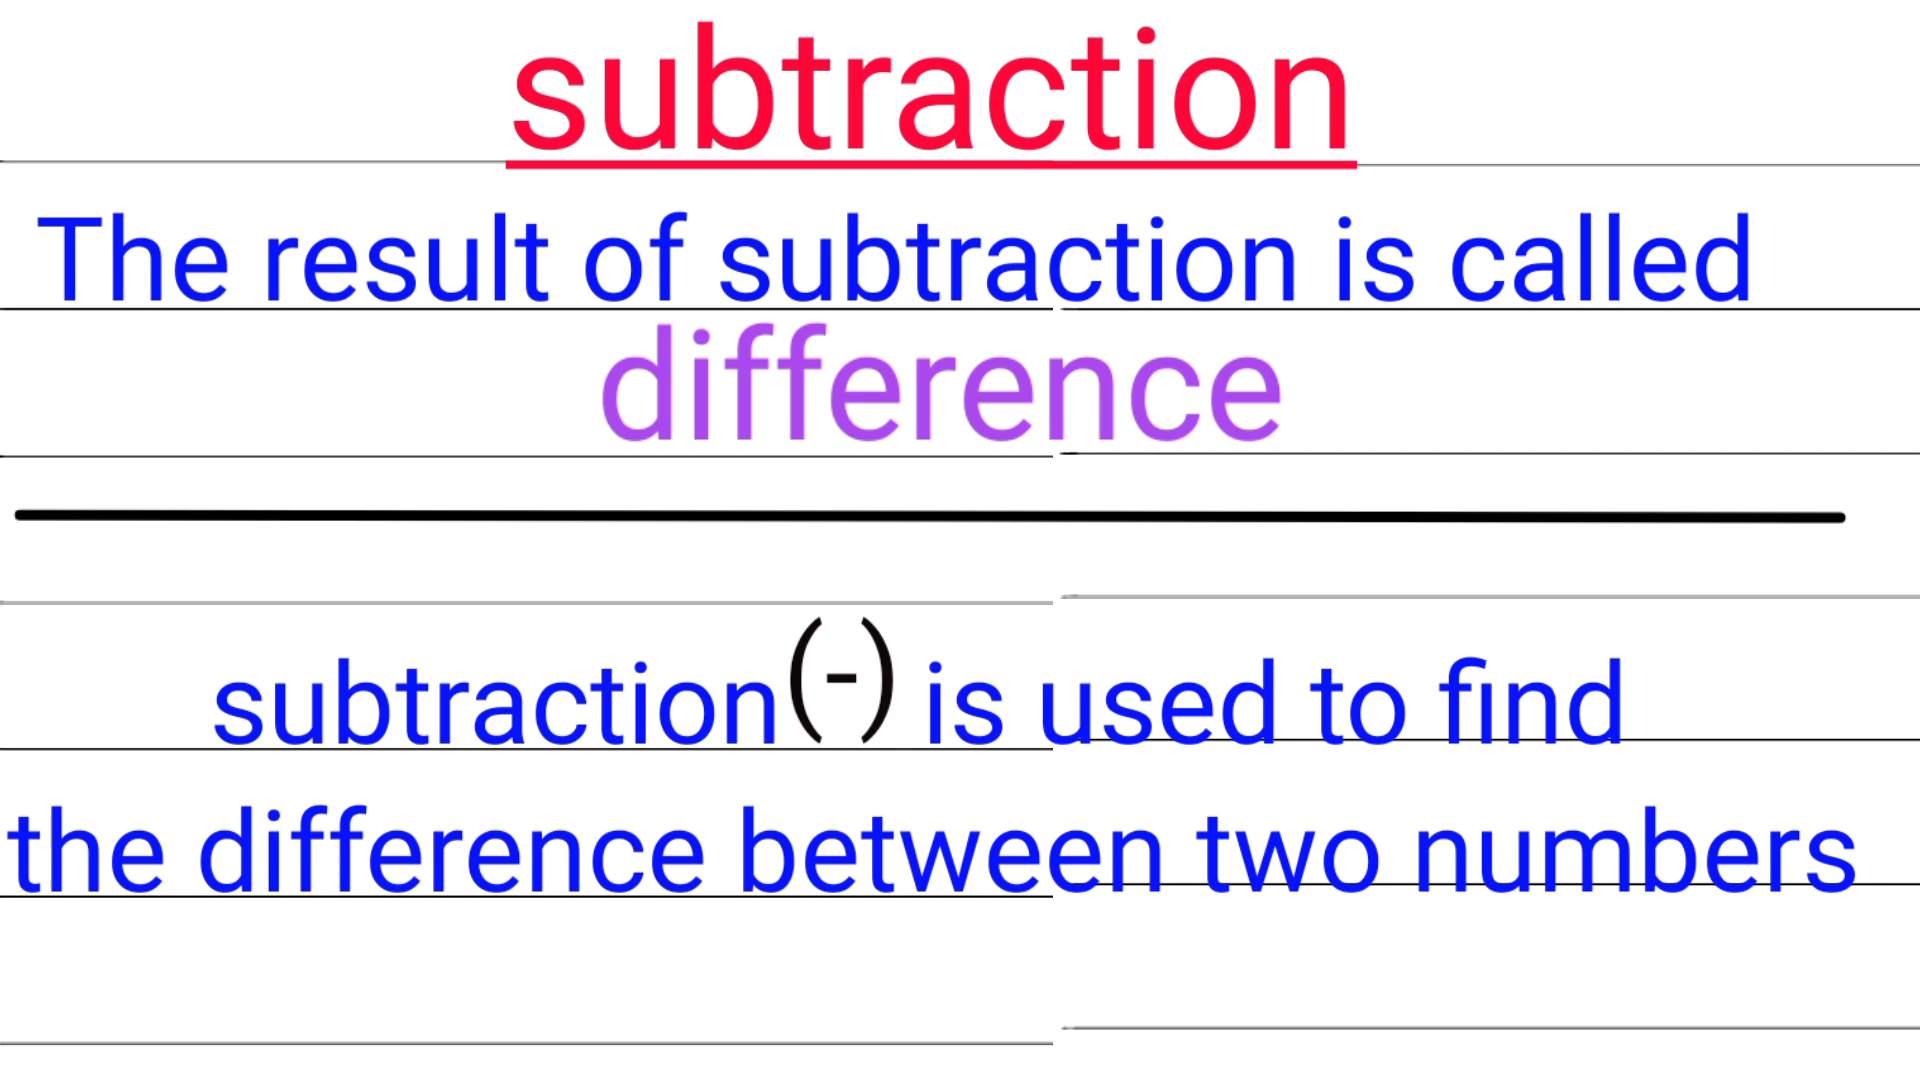 subtraction
The result of subtraction is called
difference
subtraction(-) is used to find
the difference between two numbers